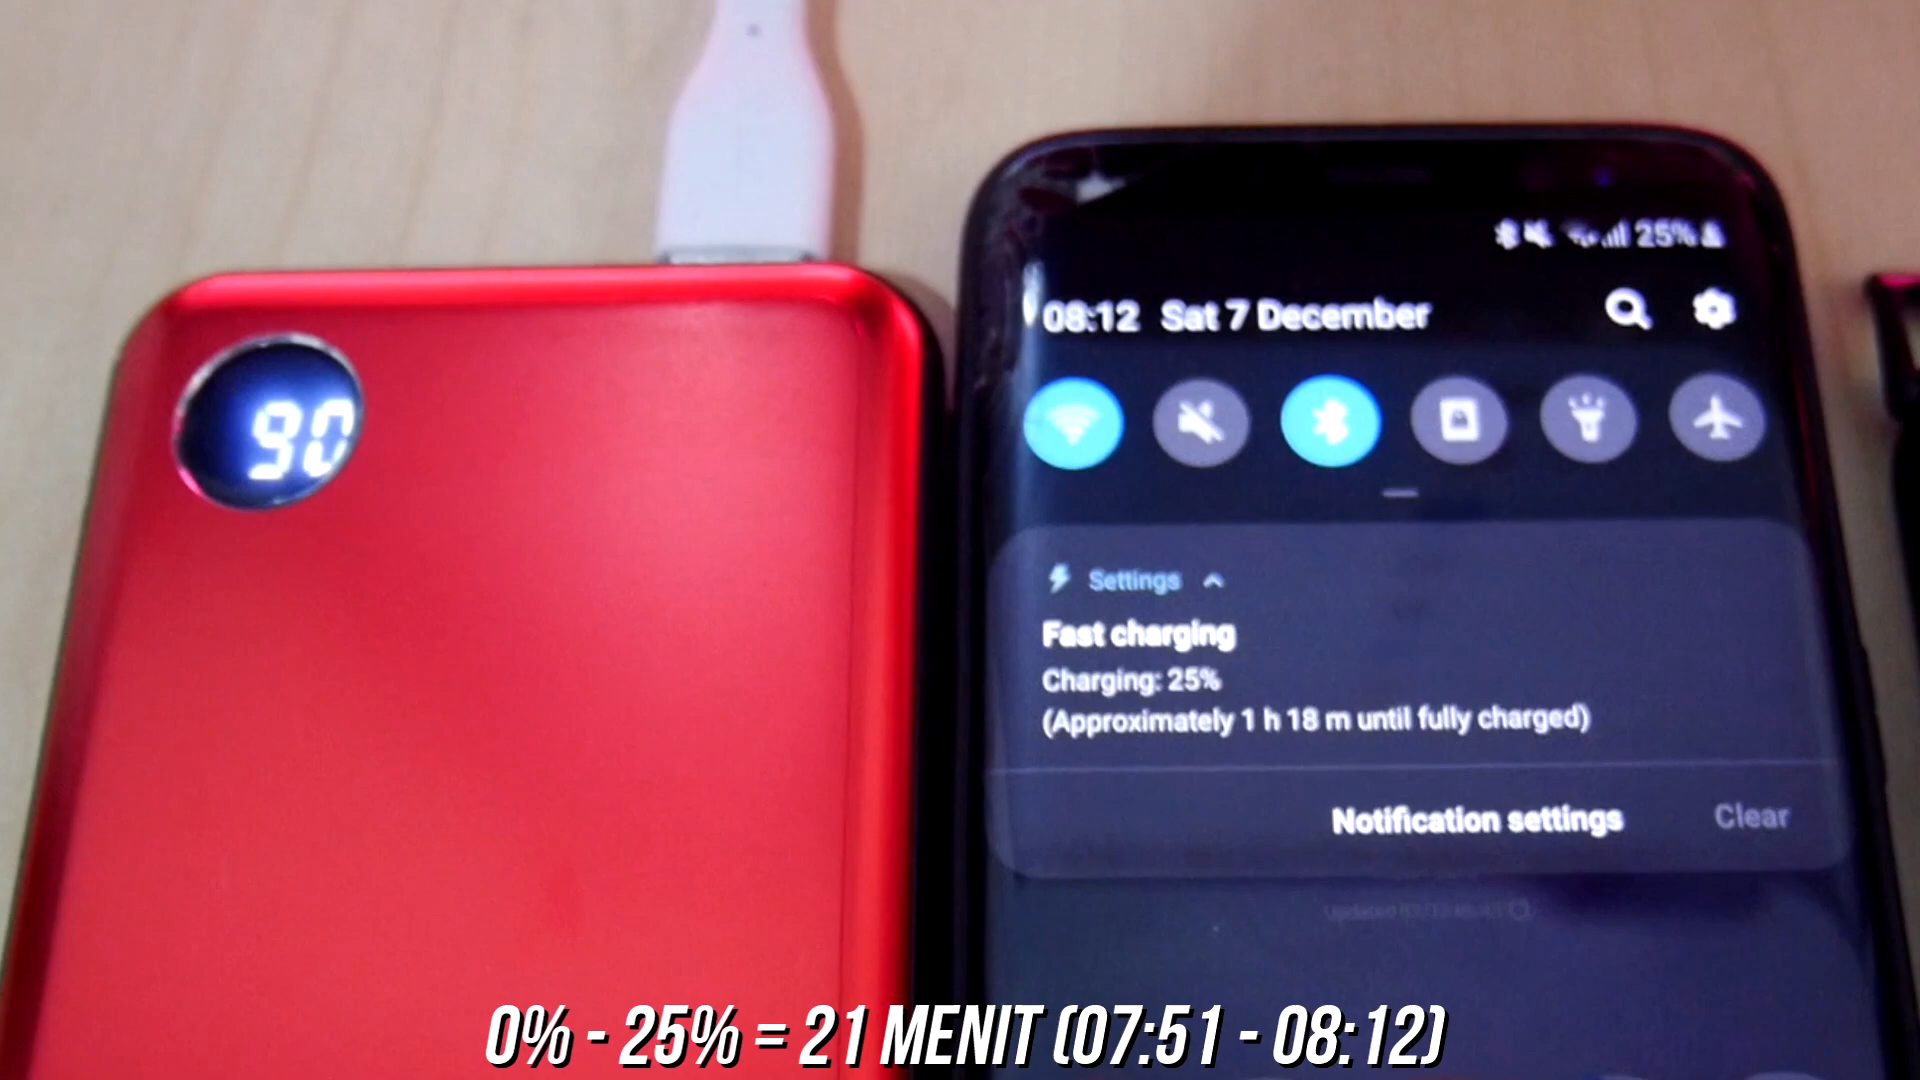 90
25%
08:12 Sat 7 December
Settings
Fast charging
Charging: 25%
(Approximately 1 h 18 m until fully charged)
Notification settings Clear
0% - 25% = 21 MENIT (07:51 - 08:12)